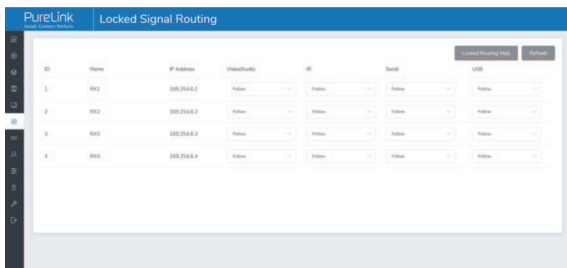 PureLink
Locked Signal Routing
Locked Routing Help Refresh
ID Name IP Address Video/Audio IR Serial USB
1 RX1 169.254.6.1 Follow Follow Follow Follow
2 RX2 169.254.6.2 Follow Follow Follow Follow
3 RX3 169.254.6.3 Follow Follow Follow Follow
4 RX4 169.254.6.4 Follow Follow Follow Follow